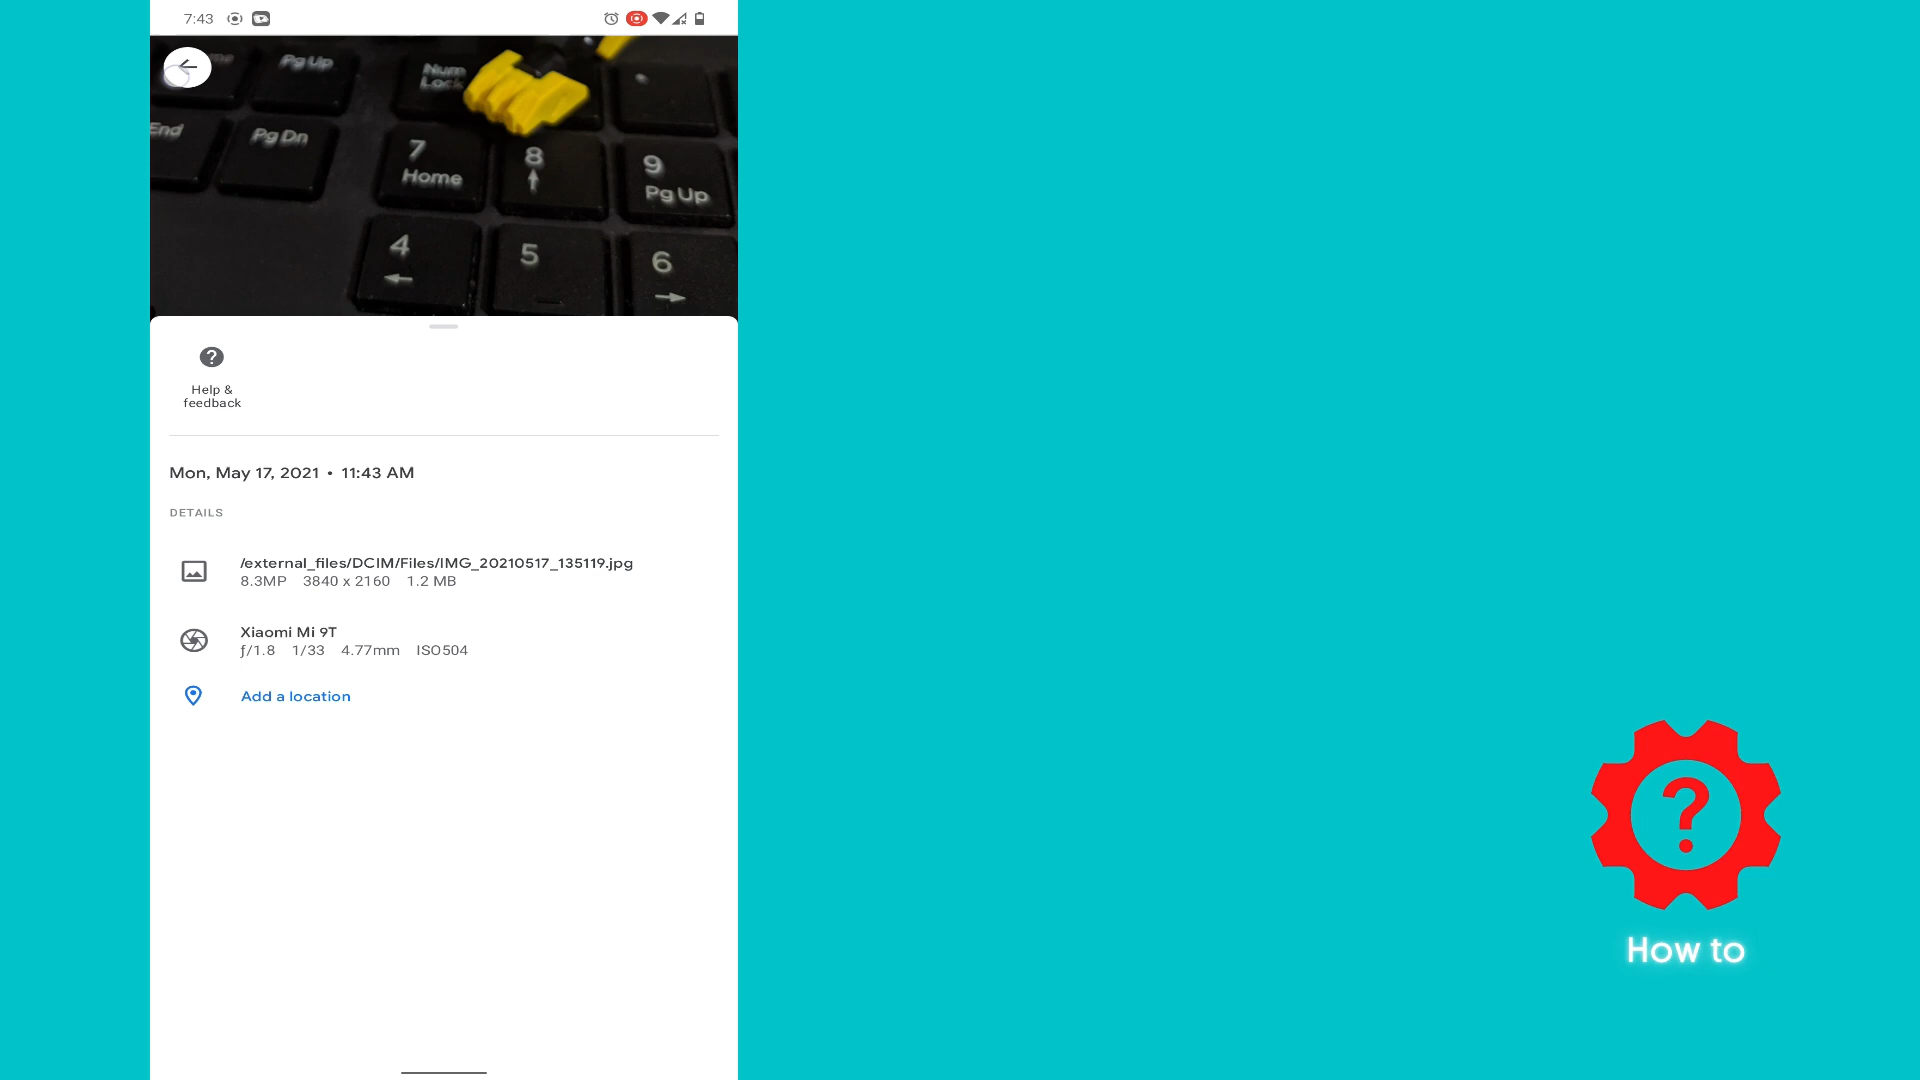 7:43
me
Pg Up
Num
Lock
End
Pg Dn
7
Home
8
9
Pg Up
4
5
6
Help &
feedback
Mon, May 17, 2021 • 11:43 AM
DETAILS
/external_files/DCIM/Files/IMG_20210517_135119.jpg
8.3MP 3840 x 2160 1.2 MB
Xiaomi Mi 9T
ƒ/1.8 1/33 4.77mm ISO504
Add a location
?
How to